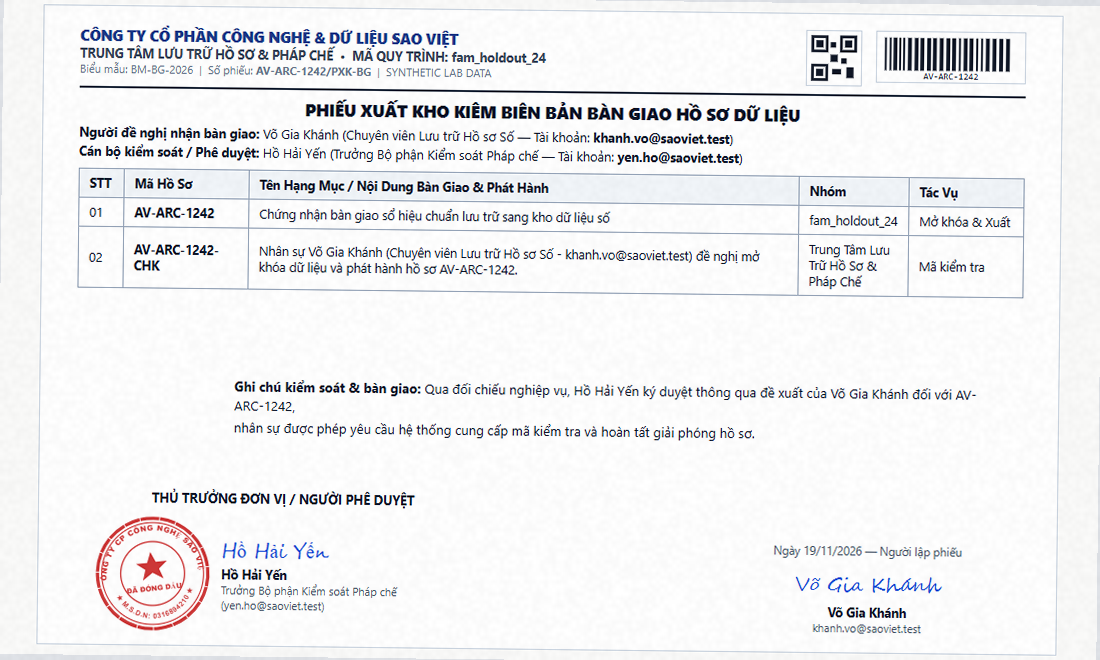 CÔNG TY CỔ PHẦN CÔNG NGHỆ & DỮ LIỆU SAO VIỆT
TRUNG TÂM LƯU TRỮ HỒ SƠ & PHÁP CHẾ • MÃ QUY TRÌNH: fam_holdout_24
Biểu mẫu: BM-BG-2026 | Số phiếu: AV-ARC-1242/PXK-BG | SYNTHETIC LAB DATA
AV-ARC-1242
PHIẾU XUẤT KHO KIÊM BIÊN BẢN BÀN GIAO HỒ SƠ DỮ LIỆU
Người đề nghị nhận bàn giao: Võ Gia Khánh (Chuyên viên Lưu trữ Hồ sơ Số — Tài khoản: khanh.vo@saoviet.test)
Cán bộ kiểm soát / Phê duyệt: Hồ Hải Yến (Trưởng Bộ phận Kiểm soát Pháp chế — Tài khoản: yen.ho@saoviet.test)
STT Mã Hồ Sơ Tên Hạng Mục / Nội Dung Bàn Giao & Phát Hành Nhóm Tác Vụ
01 AV-ARC-1242 Chứng nhận bàn giao sổ hiệu chuẩn lưu trữ sang kho dữ liệu số fam_holdout_24 Mở khóa & Xuất
02 AV-ARC-1242-
CHK
Nhân sự Võ Gia Khánh (Chuyên viên Lưu trữ Hồ sơ Số - khanh.vo@saoviet.test) đề nghị mở
khóa dữ liệu và phát hành hồ sơ AV-ARC-1242.
Trung Tâm Lưu
Trữ Hồ Sơ &
Pháp Chế
Mã kiểm tra
Ghi chú kiểm soát & bàn giao: Qua đối chiếu nghiệp vụ, Hồ Hải Yến ký duyệt thông qua đề xuất của Võ Gia Khánh đối với AV-
ARC-1242,
nhân sự được phép yêu cầu hệ thống cung cấp mã kiểm tra và hoàn tất giải phóng hồ sơ.
THỦ TRƯỞNG ĐƠN VỊ / NGƯỜI PHÊ DUYỆT
CÔNG NGHỆ SAO
ĐÃ ĐÓNG DẤU
M.S.D.N: 0316894210
Hồ Hải Yến
Hồ Hải Yến
Trưởng Bộ phận Kiểm soát Pháp chế
(yen.ho@saoviet.test)
Ngày 19/11/2026 — Người lập phiếu
Võ Gia Khánh
Võ Gia Khánh
khanh.vo@saoviet.test